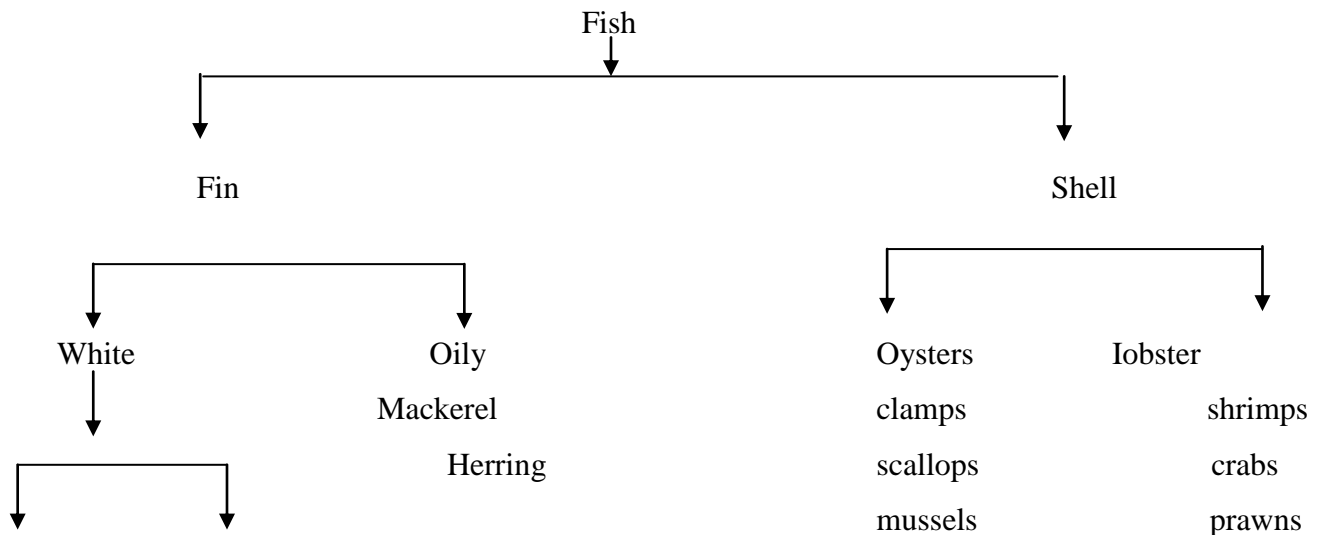 Fish
Fin Shell
White Oily Oysters Iobster
Mackerel clamps shrimps
Herring scallops crabs
mussels prawns